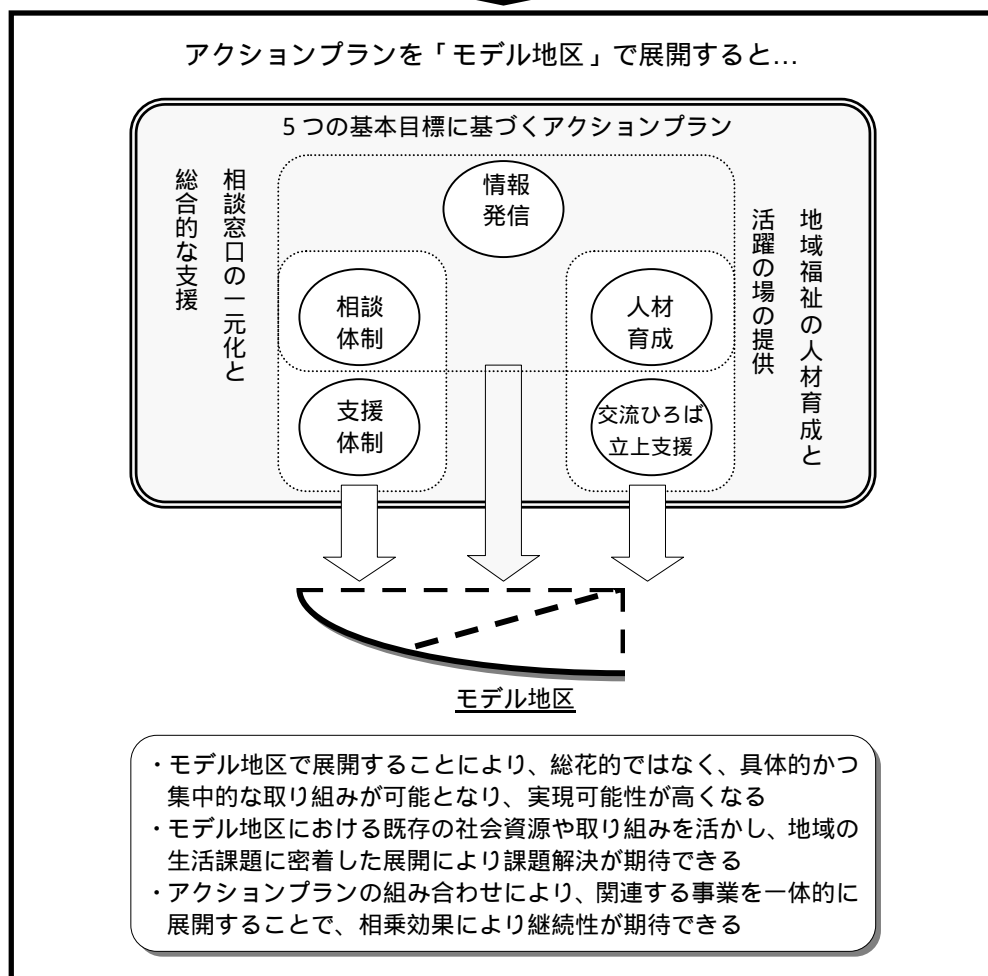 アクションプランを「モデル地区」で展開すると…
5つの基本目標に基づくアクションプラン
相談窓口の一元化と
総合的な支援
情報
発信
相談
体制
人材
育成
支援
体制
交流ひろば
立上支援
地域福祉の人材育成と
活躍の場の提供
モデル地区
・モデル地区で展開することにより、総花的ではなく、具体的かつ
集中的な取り組みが可能となり、実現可能性が高くなる
・モデル地区における既存の社会資源や取り組みを活かし、地域の
生活課題に密着した展開により課題解決が期待できる
・アクションプランの組み合わせにより、関連する事業を一体的に
展開することで、相乗効果により継続性が期待できる